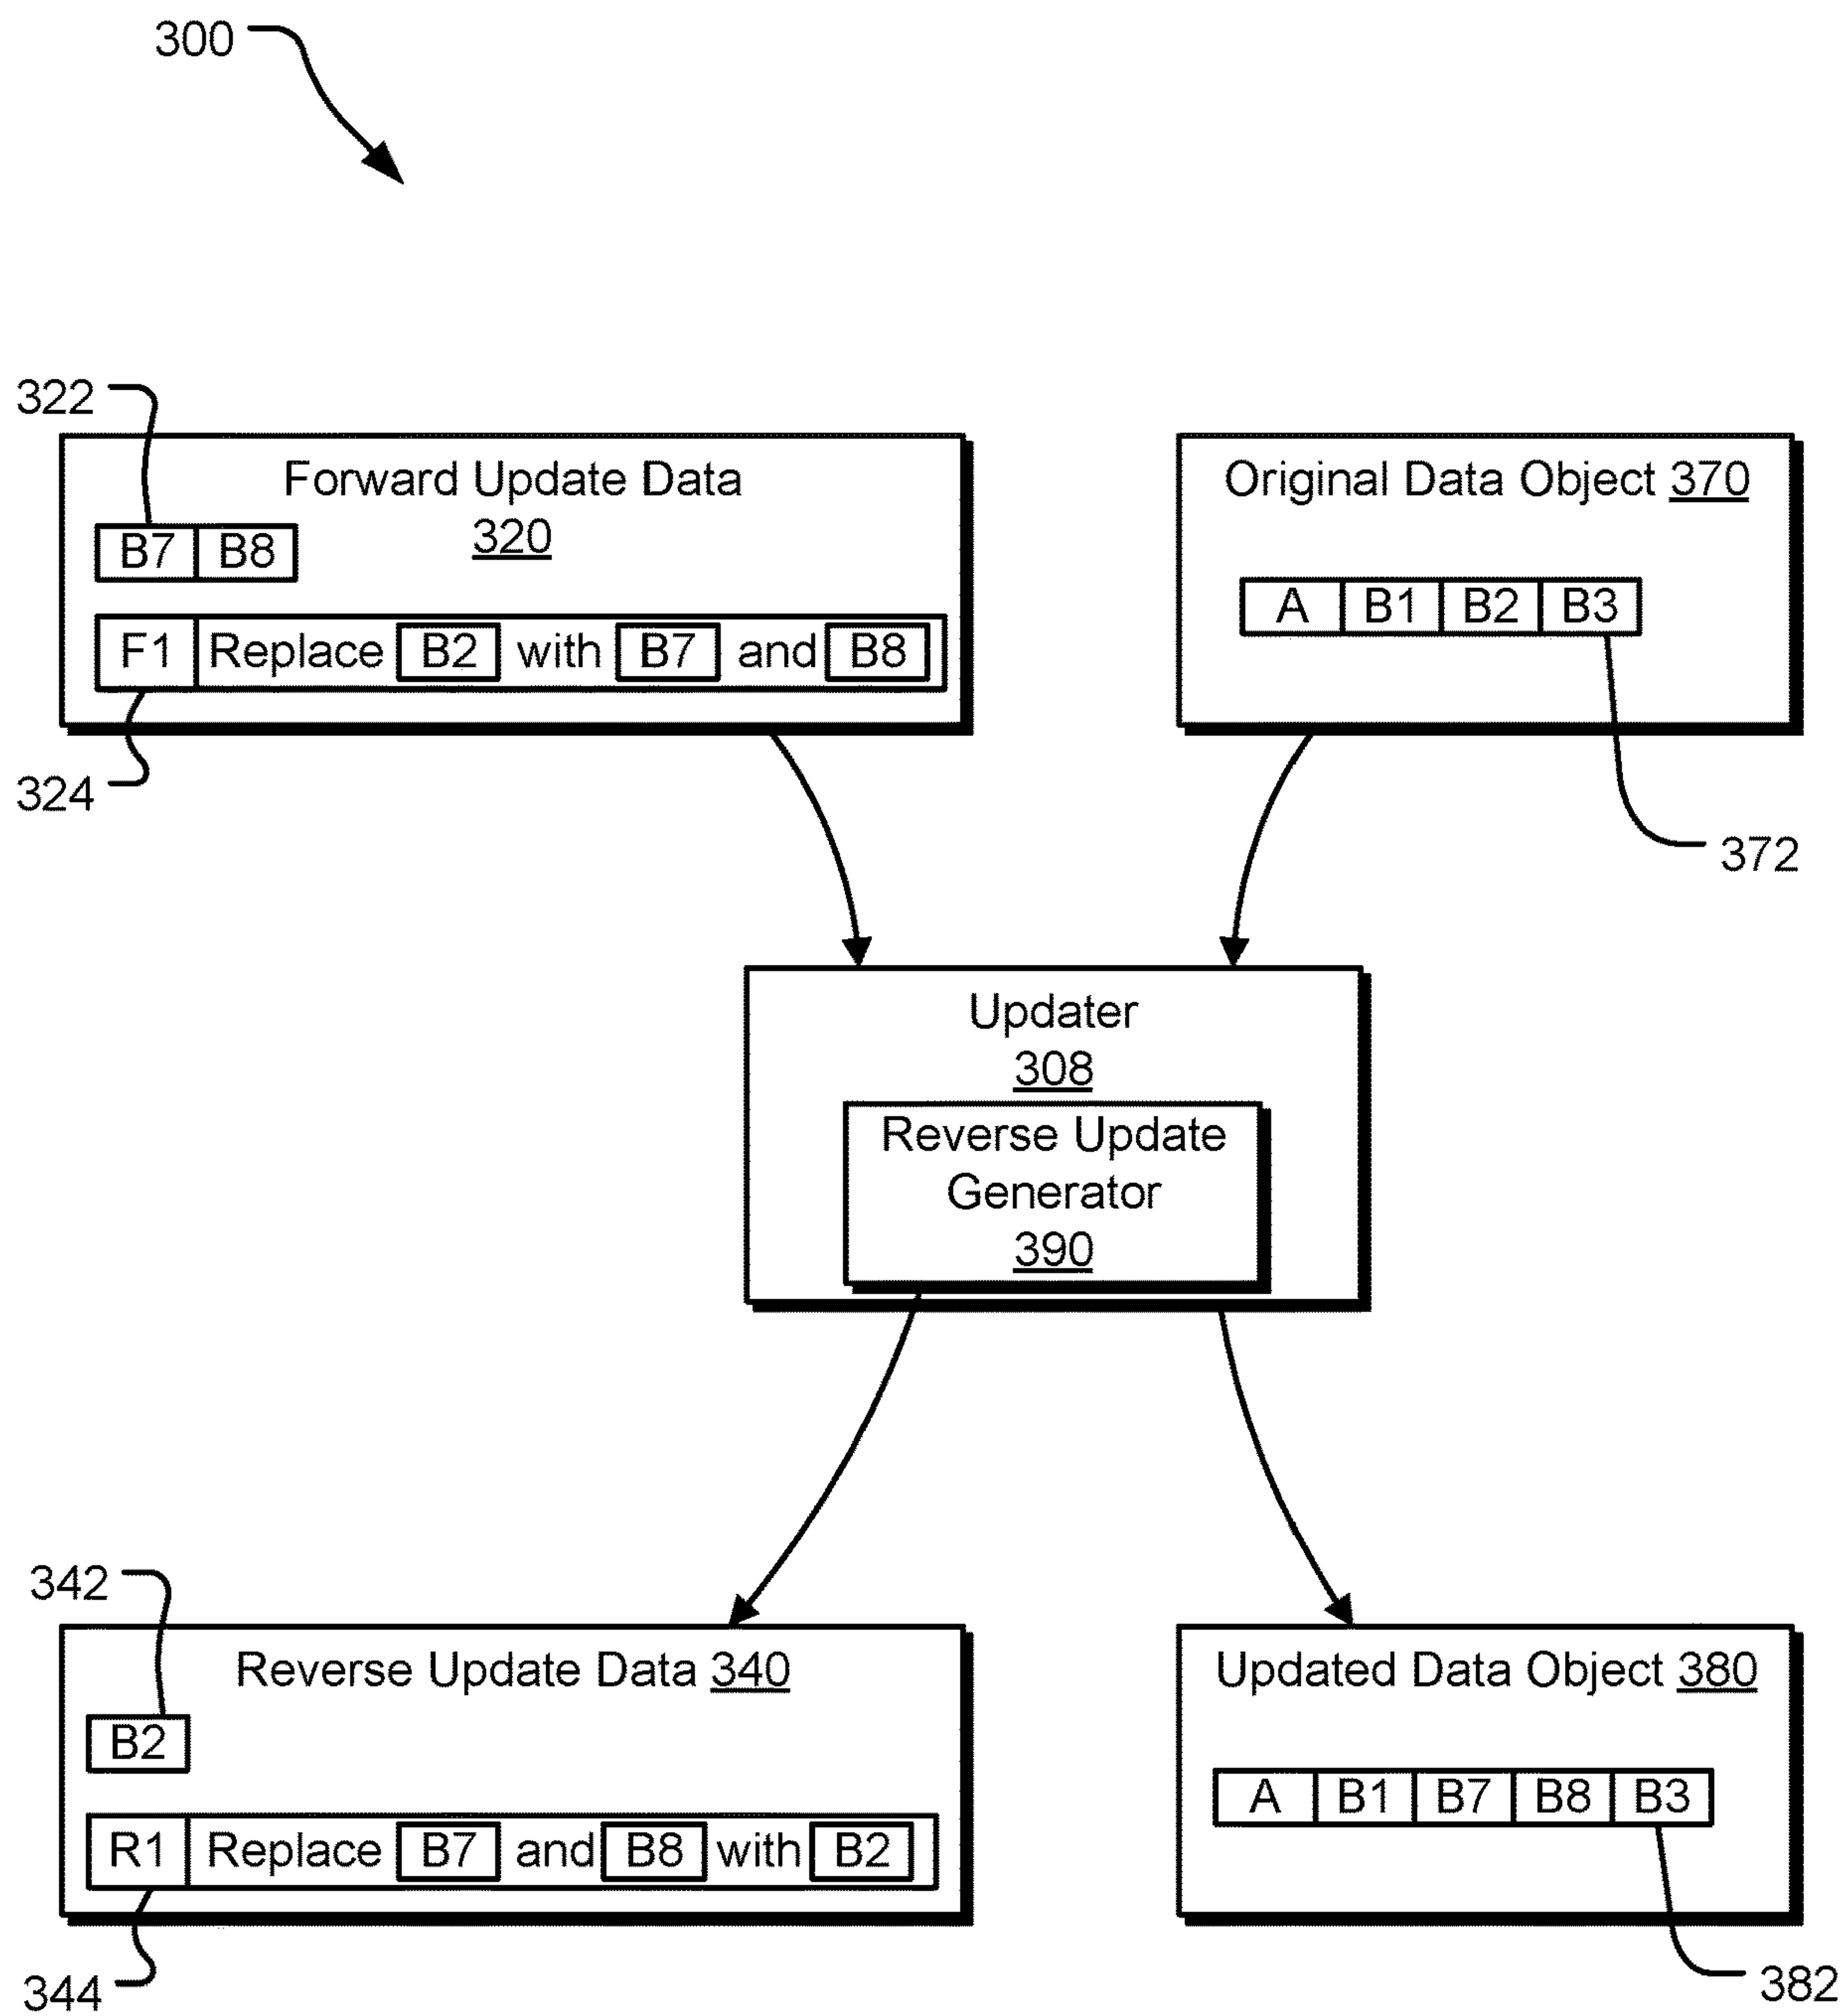 300
322
Forward Update Data
320
B7 B8
F1 Replace B2 with B7 and B8
324
Original Data Object 370
A B1 B2 B3
372
Updater
308
Reverse Update
Generator
390
342
Reverse Update Data 340
B2
R1 Replace B7 and B8 with B2
344
Updated Data Object 380
A B1 B7 B8 B3
382